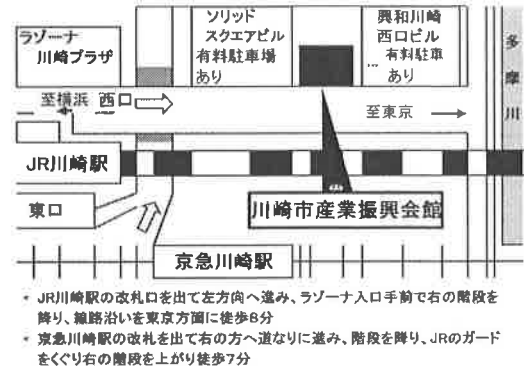 ラゾーナ
川崎プラザ
ソリッド
スクエアビル
有料駐車場
あり
興和川崎
西口ビル
… 有料駐車
あり
多摩川
至横浜 西口
至東京
JR川崎駅
東口
川崎市産業振興会館
京急川崎駅
* JR川崎駅の改札口を出て左方向へ進み、ラゾーナ入口手前で右の階段を
降り、線路沿いを東京方面に徒歩8分
* 京急川崎駅の改札を出て右の方へ道なりに進み、階段を降り、JRのガード
をくぐり右の階段を上がり徒歩7分